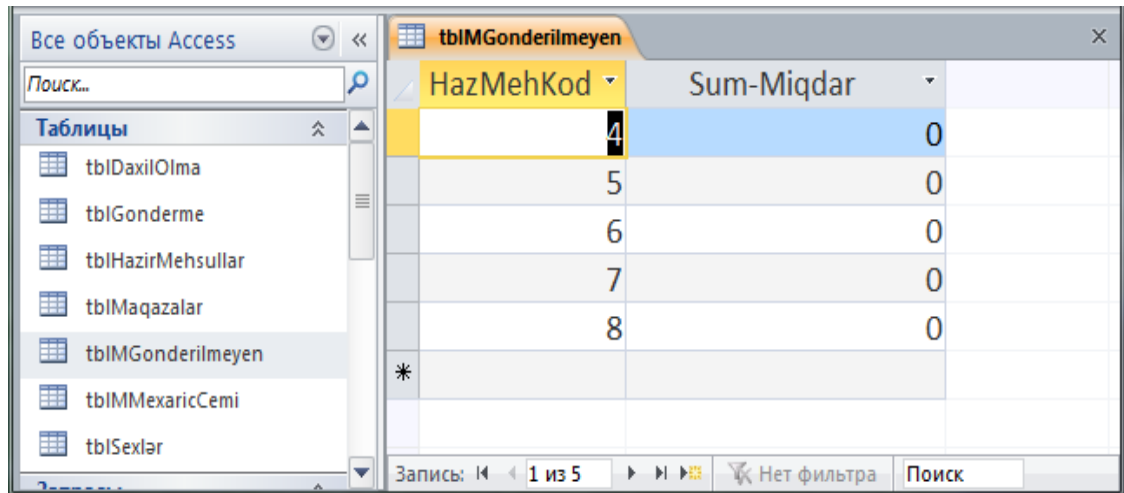 Все объекты Access
Поиск...
Таблицы
tblDaxilOlma
tblGonderme
tblHazirMehsullar
tblMaqazalar
tblMGonderilmeyen
tblMMexaricCemi
tblSexlər
tblMGonderilmeyen
HazMehKod Sum-Miqdar
4 0
5 0
6 0
7 0
8 0
Запись: 1 из 5 Нет фильтра Поиск